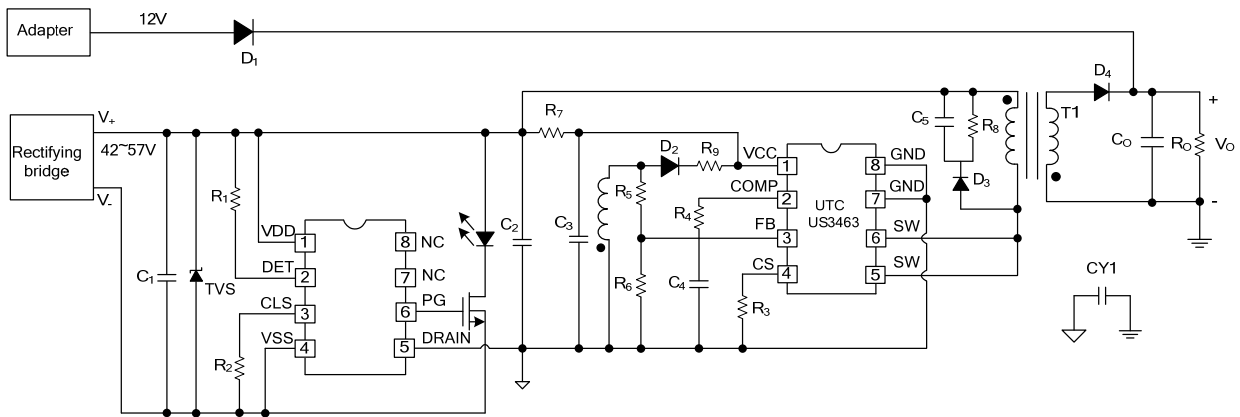 Adapter
12V
D1
Rectifying
bridge
V+
42~57V
V-
C1
TVS
R1
R2
VDD
DET
CLS
VSS
1
2
3
4
8
7
6
5
NC
NC
PG
DRAIN
C2
R7
C3
D2
R9
R5
R6
R4
C4
R3
VCC
COMP
FB
CS
1
2
3
4
UTC
US3463
8
7
6
5
GND
GND
SW
SW
C5
R8
D3
T1
D4
CO
RO
+
VO
-
CY1